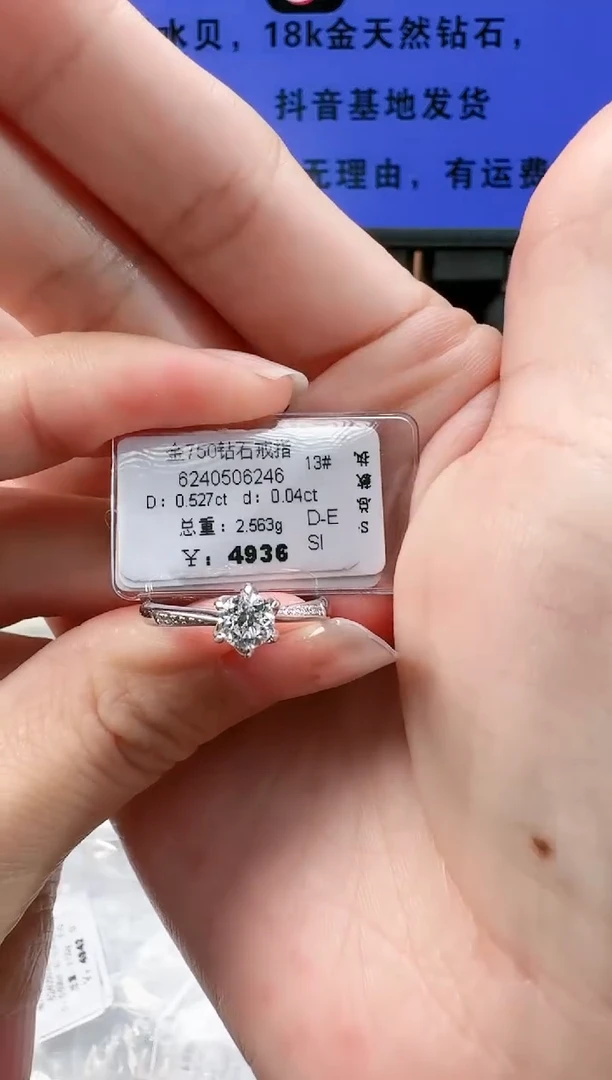 水贝，18k金天然钻石，
抖音基地发货
无理由，有运费
金750钻石戒指
13#
6240506246
D：0.527ct d：0.04ct
总重：2.563g
D-E
SI
4936